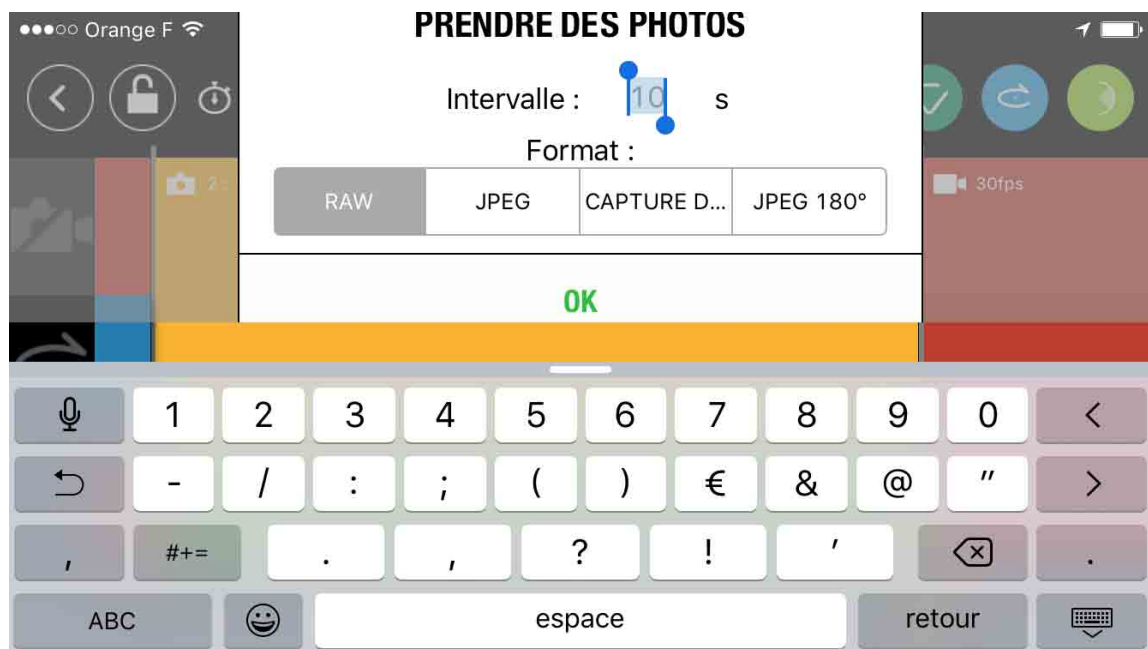 Orange F
PRENDRE DES PHOTOS
Intervalle : 10 s
Format :
2:
30fps
RAW JPEG CAPTURE D... JPEG 180°
OK
1 2 3 4 5 6 7 8 9 0 < 
- / : ; ( ) € & @ " >
, #+= . , ? ! ' .
ABC espace retour